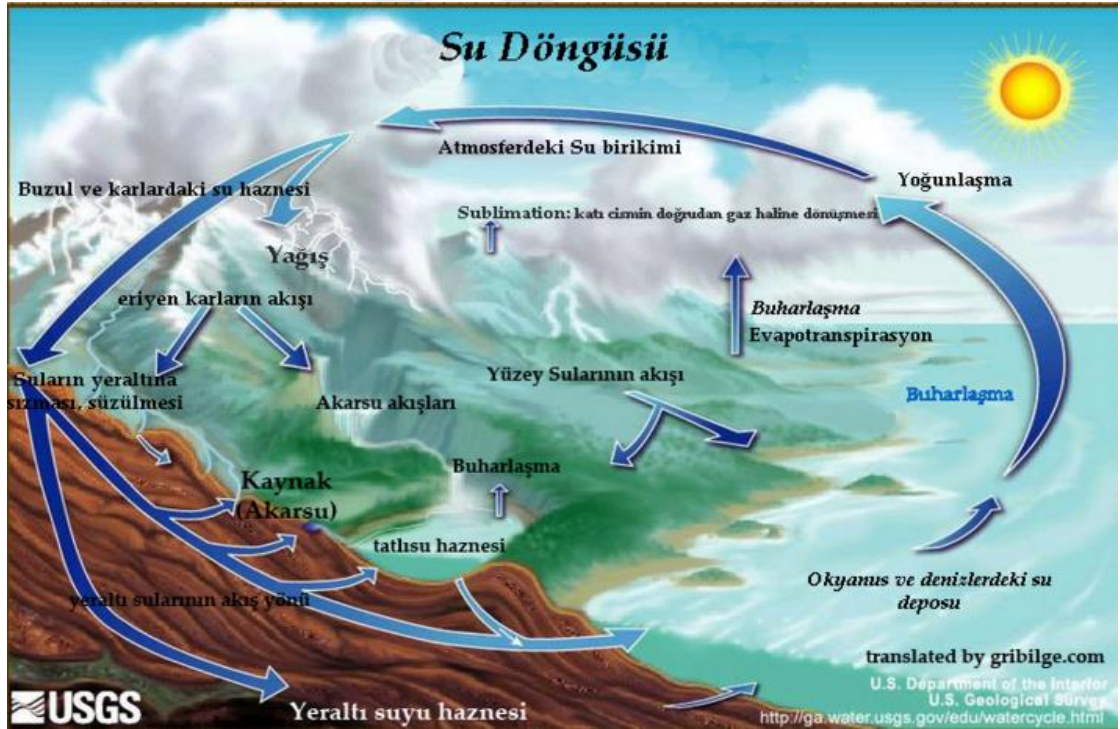 Su Döngüsü
Atmosferdeki Su birikimi
Yoğunlaşma
Buzul ve karlardaki su haznesi
Sublimation: katı cismin doğrudan gaz haline dönüşmesi
Yağış
eriyen karların akışı
Buharlaşma
Evapotranspirasyon
Suların yeraltına
sızması, süzülmesi
Akarsu akışları
Yüzey Sularının akışı
Buharlaşma
Buharlaşma
Kaynak
(Akarsu)
tatlısu haznesi
Okyanus ve denizlerdeki su
deposu
yeraltı sularının akış yönü
translated by gribilge.com
U.S. Department of the Interior
U.S. Geological Survey
http://ga.water.usgs.gov/edu/watercycle.html
USGS
Yeraltı suyu haznesi